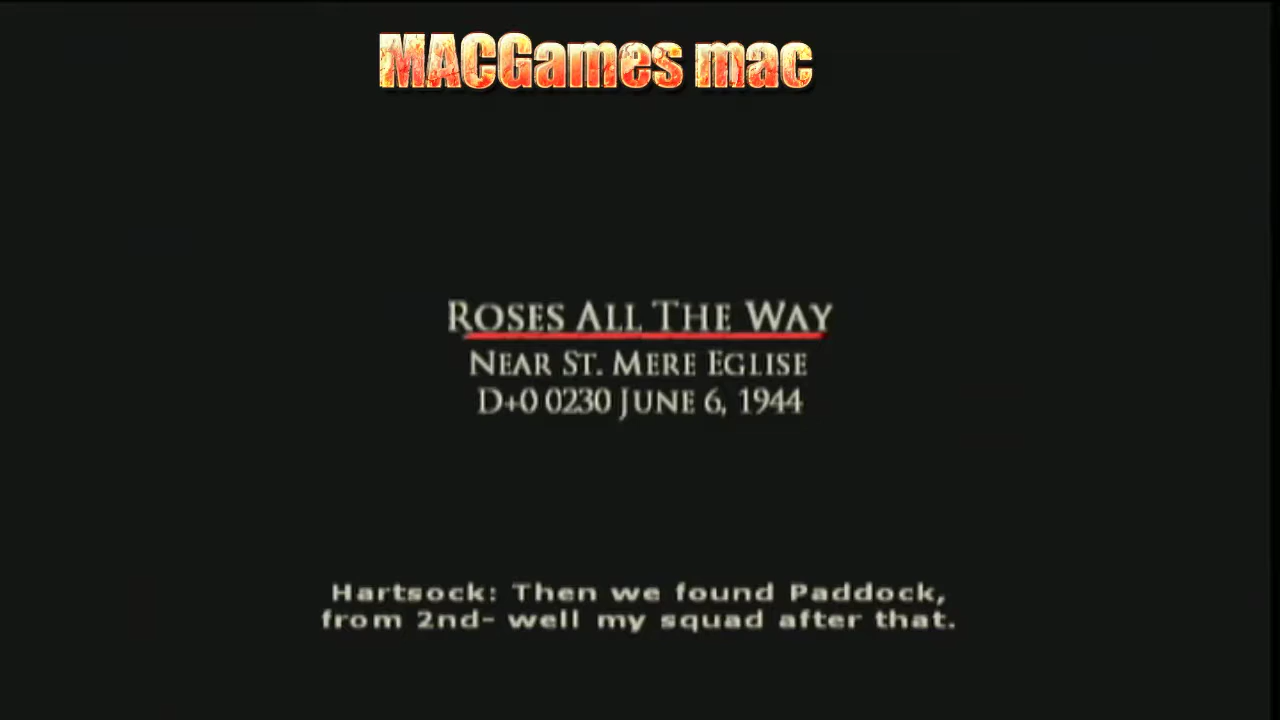 MACGames mac
ROSES ALL THE WAY
NEAR ST. MERE EGLISE
D+0 0230 JUNE 6, 1944
Hartsock: Then we found Paddock,
from 2nd- well my squad after that.